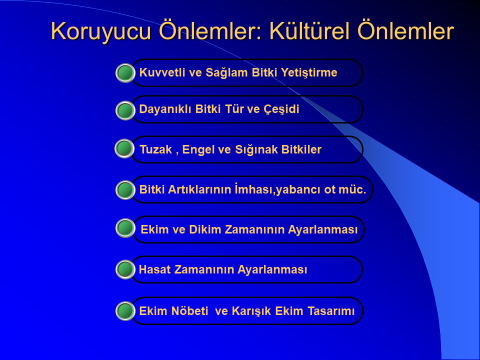 Koruyucu Önlemler: Kültürel Önlemler
Kuvvetli ve Sağlam Bitki Yetiştirme
Dayanıklı Bitki Tür ve Çeşidi
Tuzak , Engel ve Sığınak Bitkiler
Bitki Artıklarının İmhası,yabancı ot müc.
Ekim ve Dikim Zamanının Ayarlanması
Hasat Zamanının Ayarlanması
Ekim Nöbeti ve Karışık Ekim Tasarımı